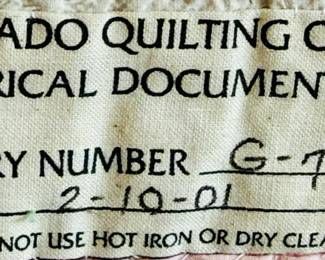 ADO QUILTING C
RICAL DOCUMENT
RY NUMBER G-7
2-10-01
NOT USE HOT IRON OR DRY CLEA